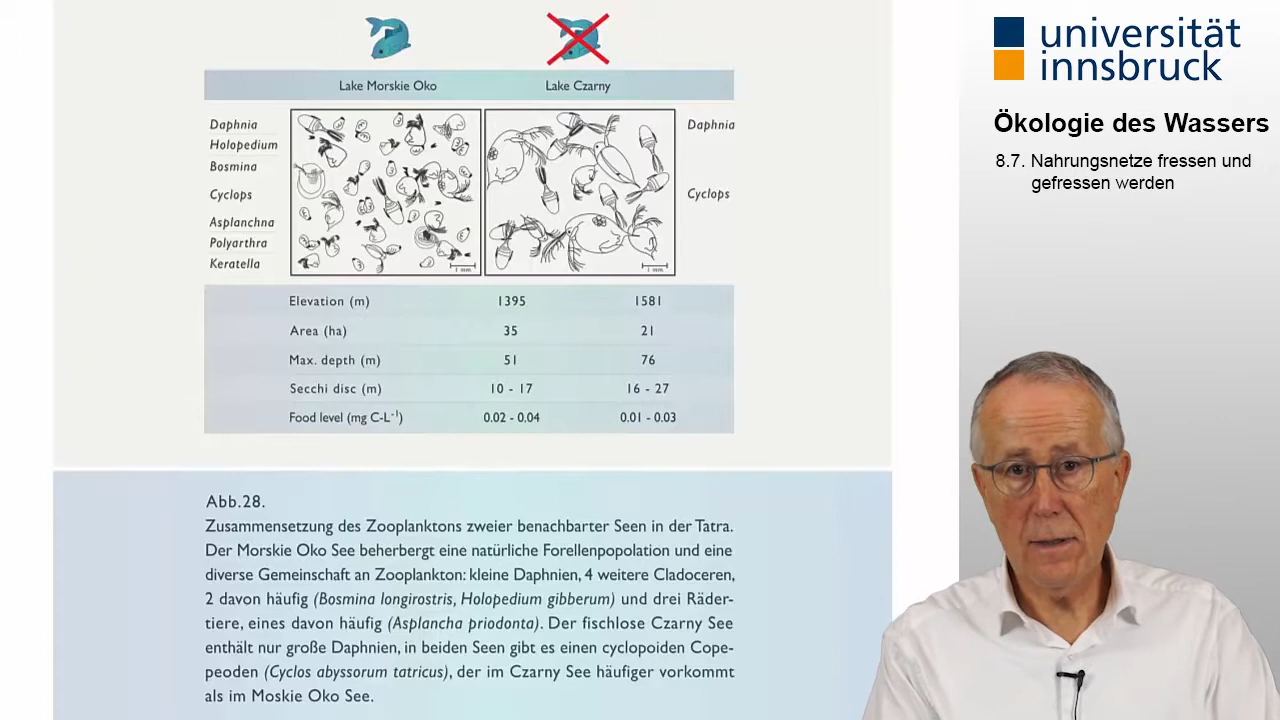 universität
innsbruck
Ökologie des Wassers
8.7. Nahrungsnetze fressen und
gefressen werden
Lake Morskie Oko
Lake Czarny
Daphnia
Holopedium
Bosmina
Cyclops
Asplanchna
Polyarthra
Keratella
1 mm
1 mm
Daphnia
Cyclops
Elevation (m) 1395 1581
Area (ha) 35 21
Max. depth (m) 51 76
Secchi disc (m) 10 - 17 16 - 27
Food level (mg C-L⁻¹) 0.02 - 0.04 0.01 - 0.03
Abb.28.
Zusammensetzung des Zooplanktons zweier benachbarter Seen in der Tatra.
Der Morskie Oko See beherbergt eine natürliche Forellenpopolation und eine
diverse Gemeinschaft an Zooplankton: kleine Daphnien, 4 weitere Cladoceren,
2 davon häufig (Bosmina longirostris, Holopedium gibberum) und drei Räder-
tiere, eines davon häufig (Asplancha priodonta). Der fischlose Czarny See
enthält nur große Daphnien, in beiden Seen gibt es einen cyclopoiden Cope-
peoden (Cyclos abyssorum tatricus), der im Czarny See häufiger vorkommt
als im Moskie Oko See.